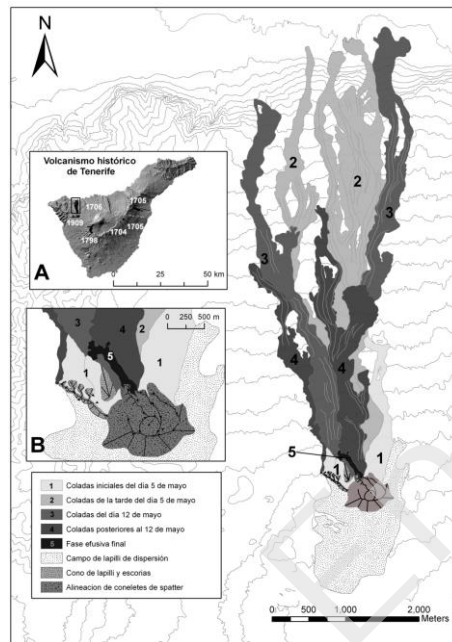 N
Volcanismo histórico
de Tenerife
1706
1909
1798
1704
1705
1705
A
0 25 50 km
0 250 500 m
3
4
2
5
1
1
B
2
2
3
3
4
4
5
1
1
1 Coladas iniciales del día 5 de mayo
2 Coladas de la tarde del día 5 de mayo
3 Coladas del día 12 de mayo
4 Coladas posteriores al 12 de mayo
5 Fase efusiva final
Campo de lapilli de dispersión
Cono de lapilli y escorias
Alineacion de coneletes de spatter
0 500 1,000 2,000
Meters